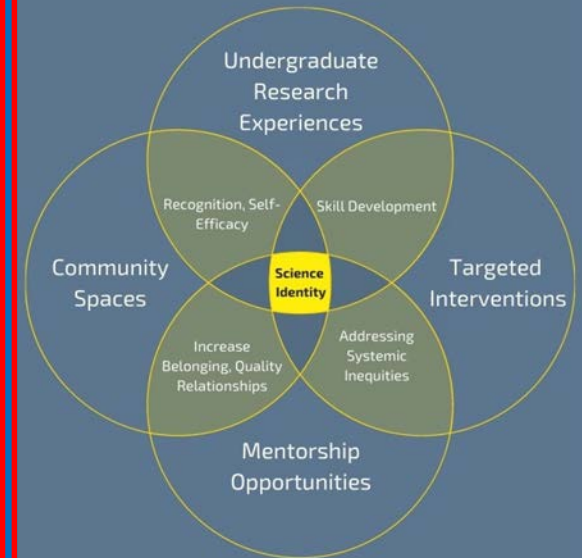 Undergraduate
Research
Experiences
Recognition, Self-
Efficacy
Skill Development
Community
Spaces
Science
Identity
Targeted
Interventions
Increase
Belonging, Quality
Relationships
Addressing
Systemic
Inequities
Mentorship
Opportunities